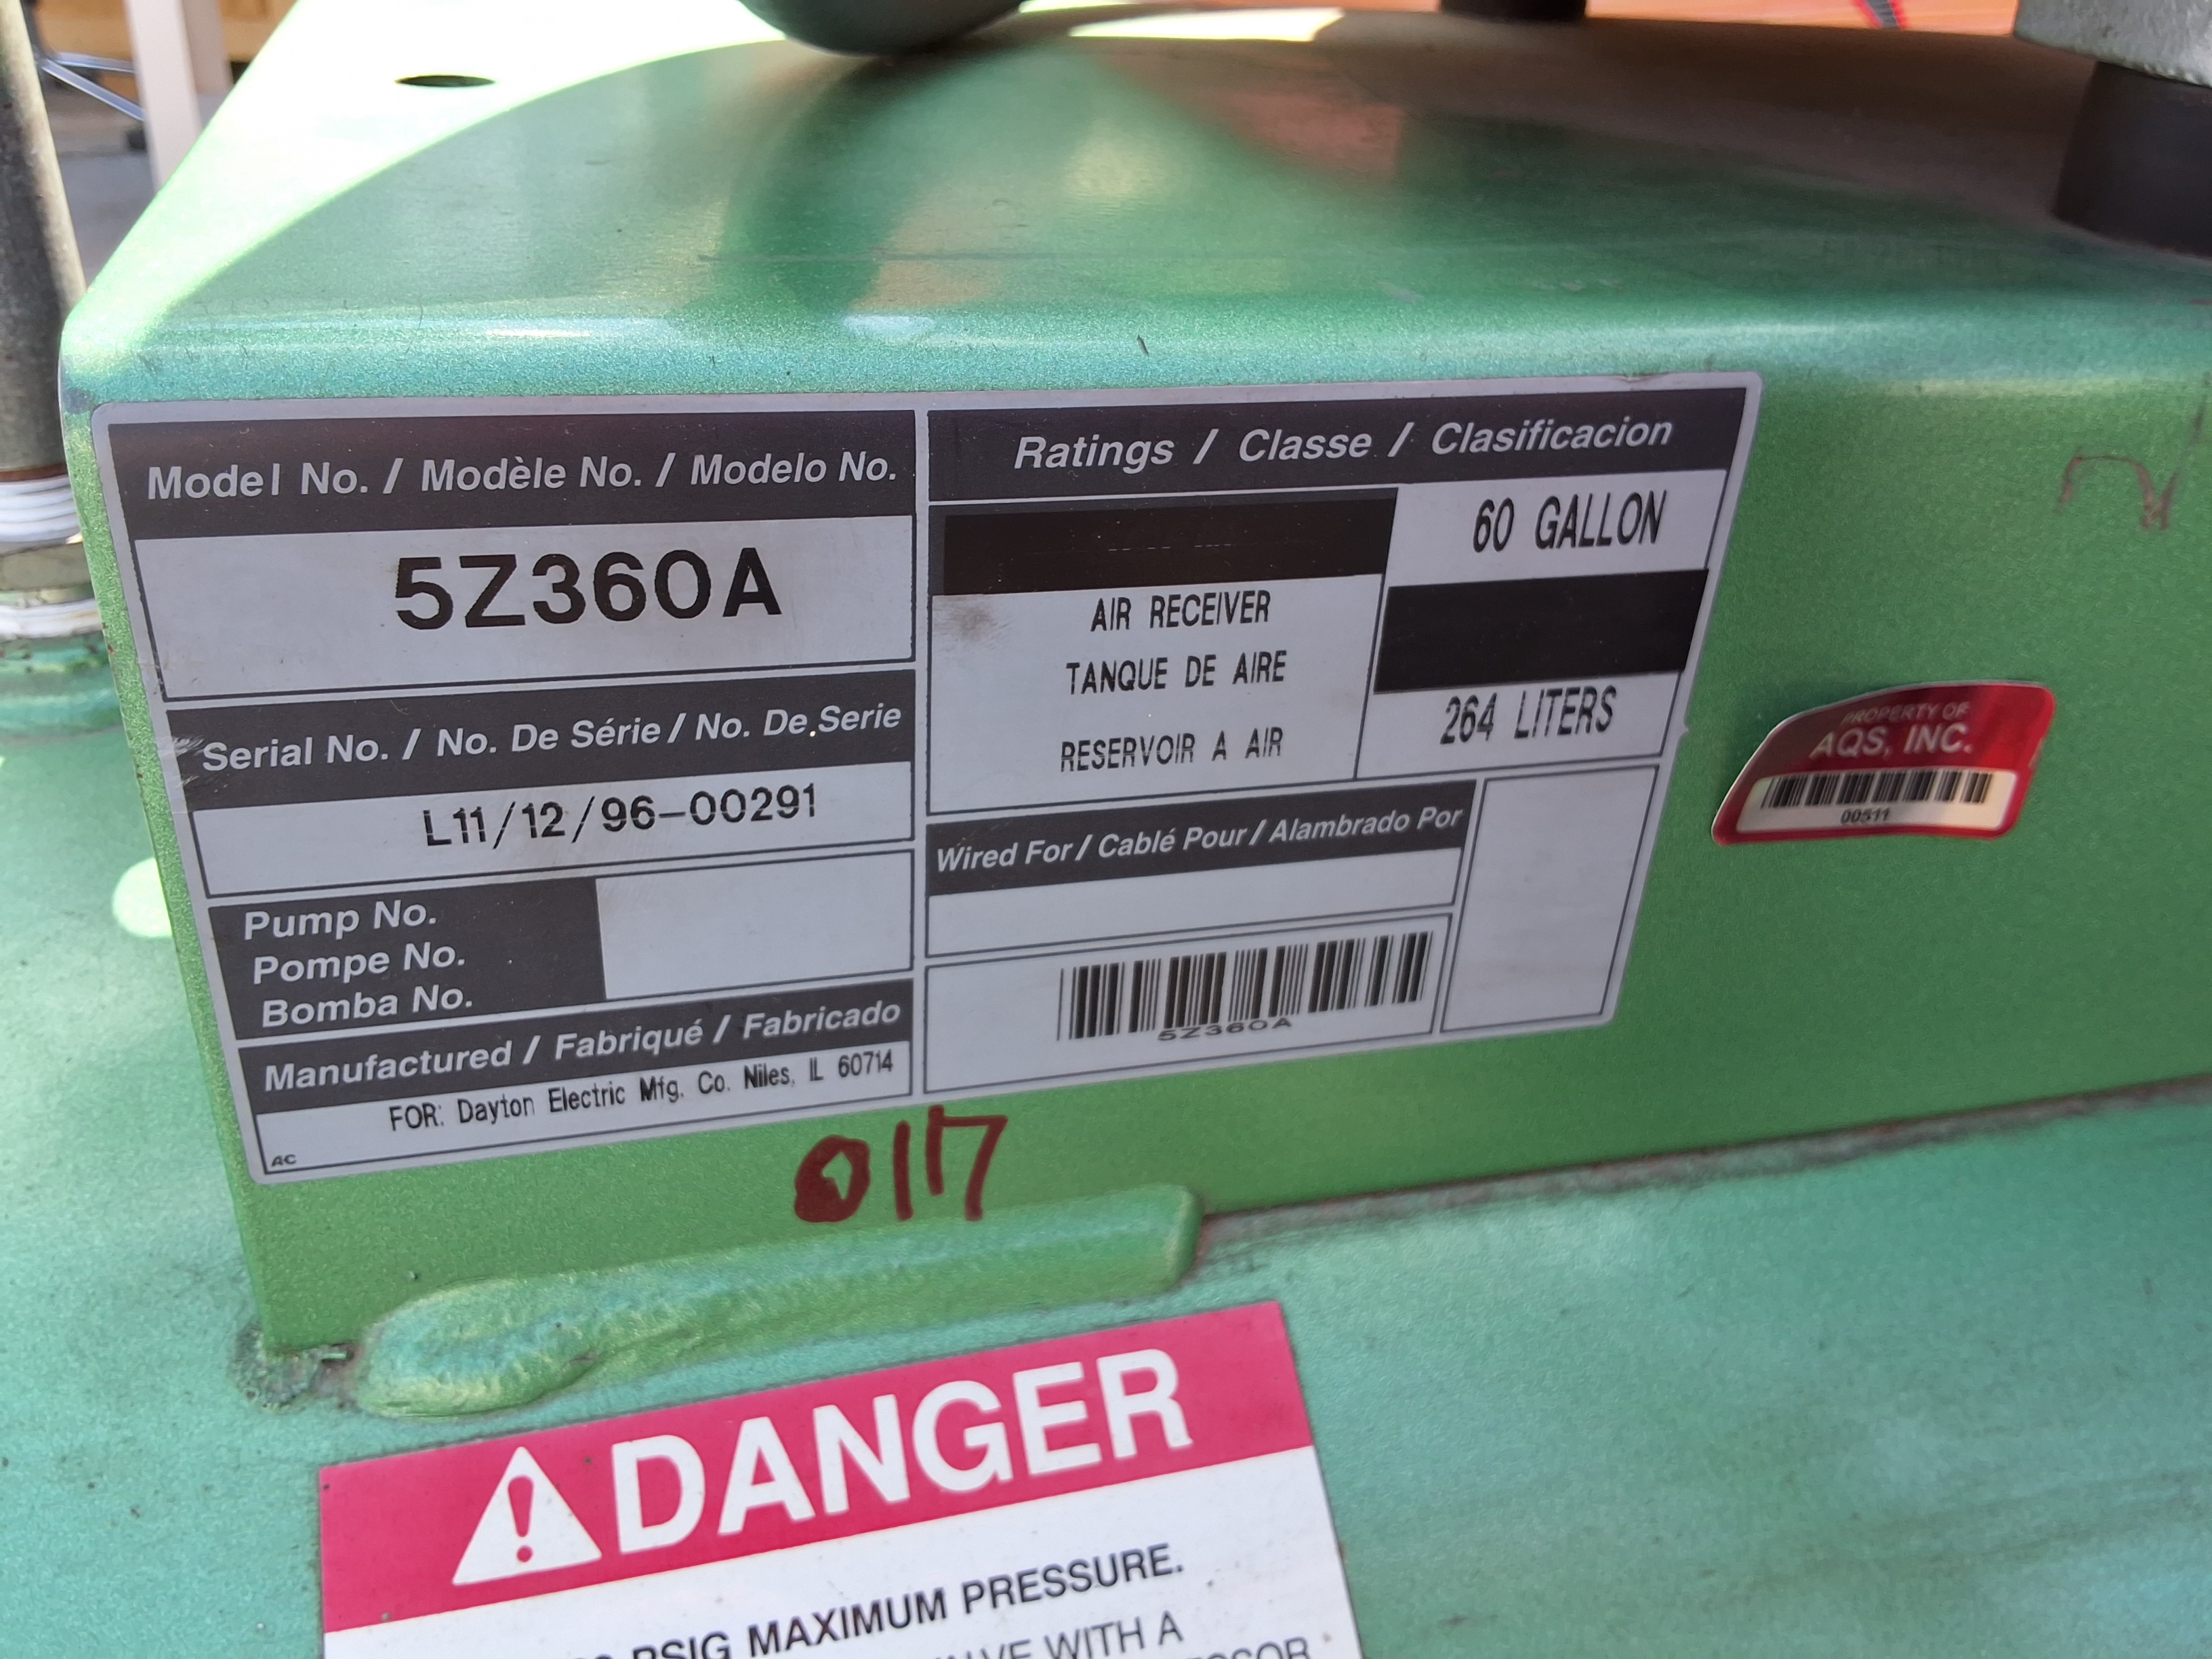 Model No. / Modèle No. / Modelo No.
5Z360A
Serial No. / No. De Série / No. De Serie
L11/12/96-00291
Pump No.
Pompe No.
Bomba No.
Manufactured / Fabriqué / Fabricado
FOR: Dayton Electric Mfg. Co. Niles, IL 60714
AC
Ratings / Classe / Clasificacion
60 GALLON
AIR RECEIVER
TANQUE DE AIRE
RESERVOIR A AIR
264 LITERS
Wired For / Cablé Pour / Alambrado Por
5Z360A
PROPERTY OF
AQS, INC.
00511
0117
DANGER
PSIG MAXIMUM PRESSURE.
WITH A